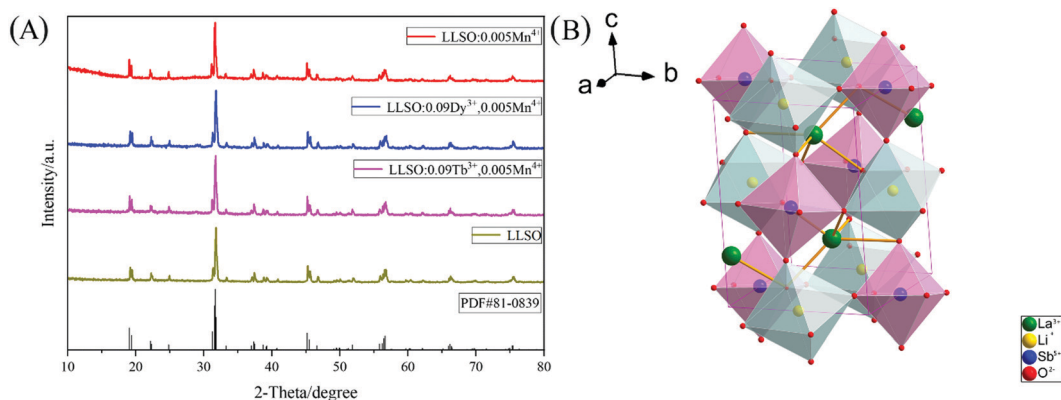 (A)
LLSO:0.005Mn⁴⁺
LLSO:0.09Dy³⁺,0.005Mn⁴⁺
LLSO:0.09Tb³⁺,0.005Mn⁴⁺
LLSO
PDF#81-0839
Intensity/a.u.
10 20 30 40 50 60 70 80
2-Theta/degree
(B)
c
a
b
La³⁺
Li⁺
Sb⁵⁺
O²⁻